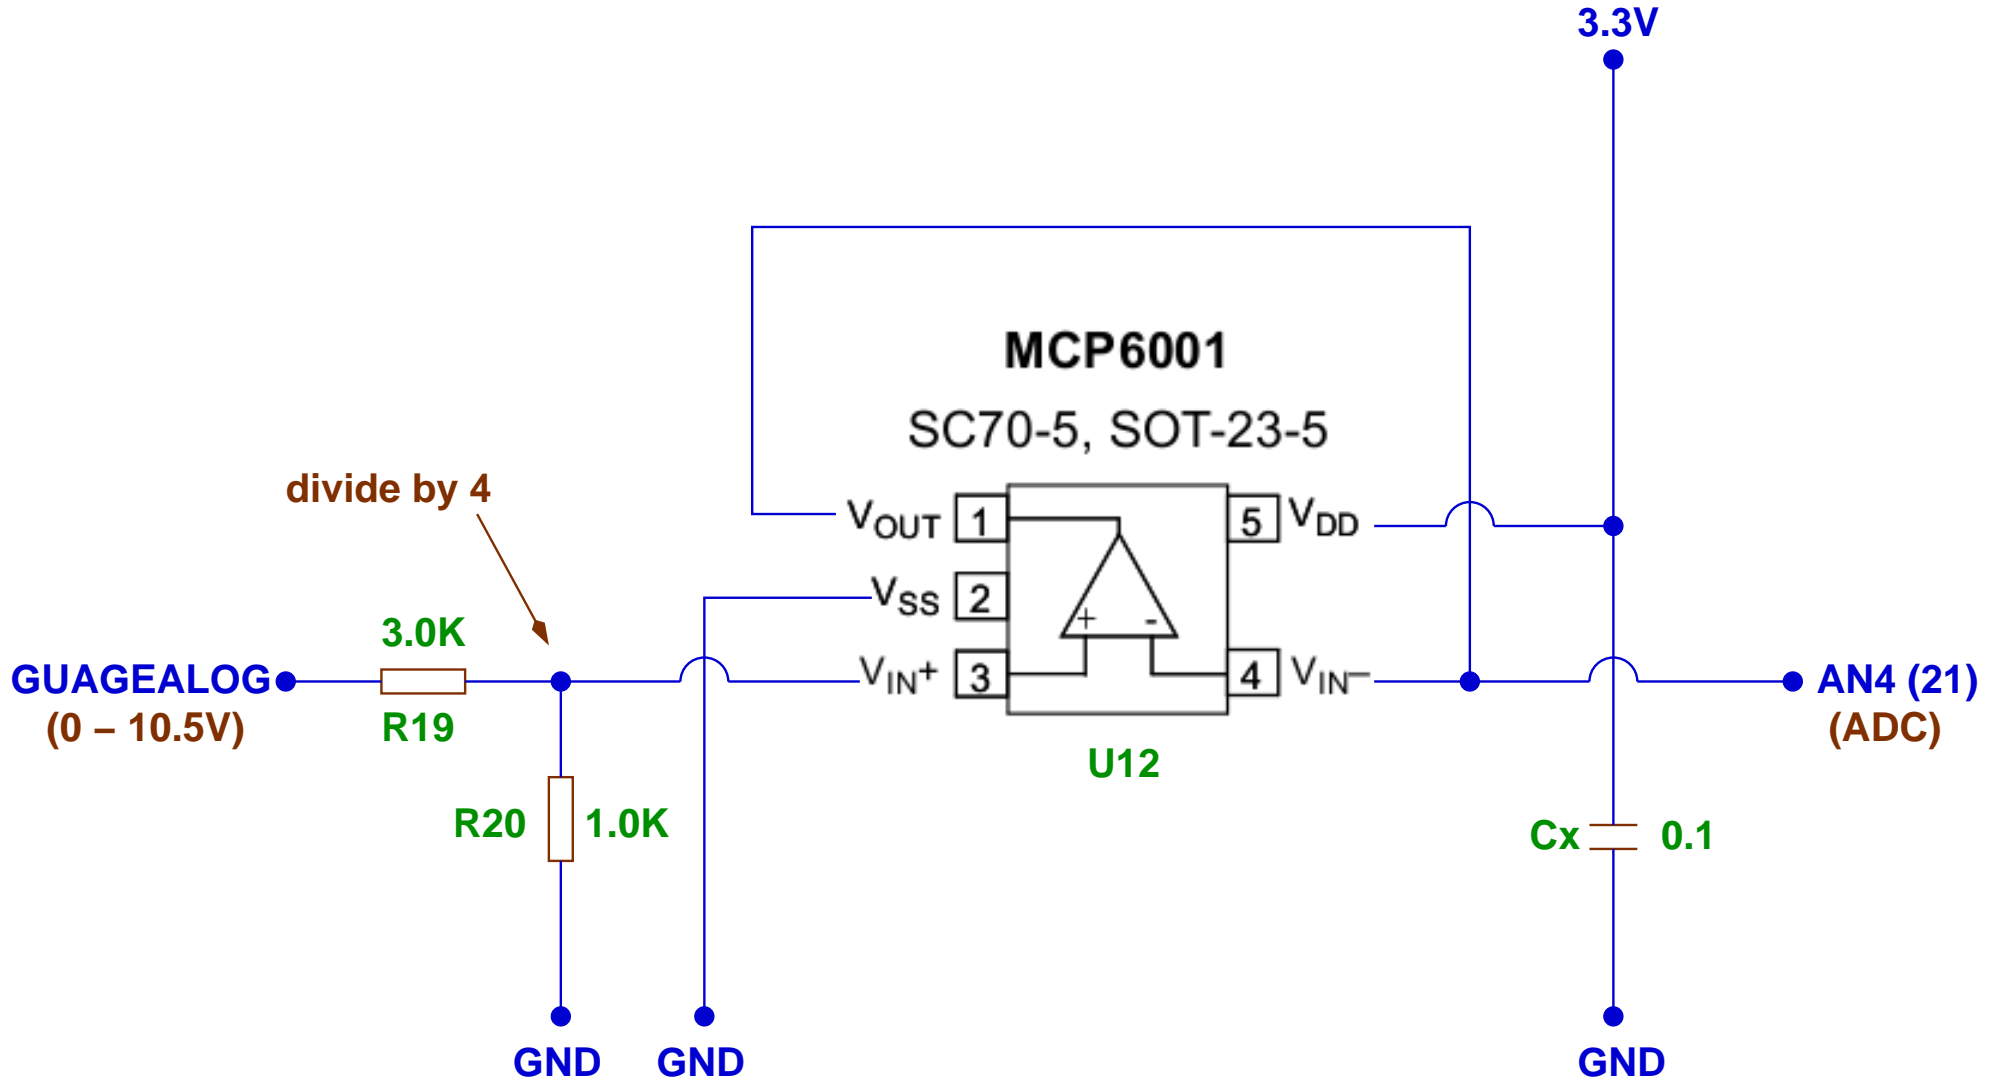 3.3V
MCP6001
SC70-5, SOT-23-5
divide by 4
VOUT 1
5 VDD
VSS 2
3.0K
GUAGEALOG
(0 – 10.5V)
R19
VIN+ 3
+ -
4 VIN–
AN4 (21)
(ADC)
U12
R20 1.0K
Cx 0.1
GND
GND
GND